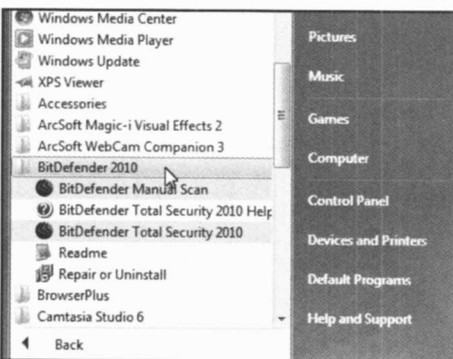 Windows Media Center
Windows Media Player
Windows Update
XPS Viewer
Accessories
ArcSoft Magic-i Visual Effects 2
ArcSoft WebCam Companion 3
BitDefender 2010
BitDefender Manual Scan
BitDefender Total Security 2010 Help
BitDefender Total Security 2010
Readme
Repair or Uninstall
BrowserPlus
Camtasia Studio 6
Back
Pictures
Music
Games
Computer
Control Panel
Devices and Printers
Default Programs
Help and Support